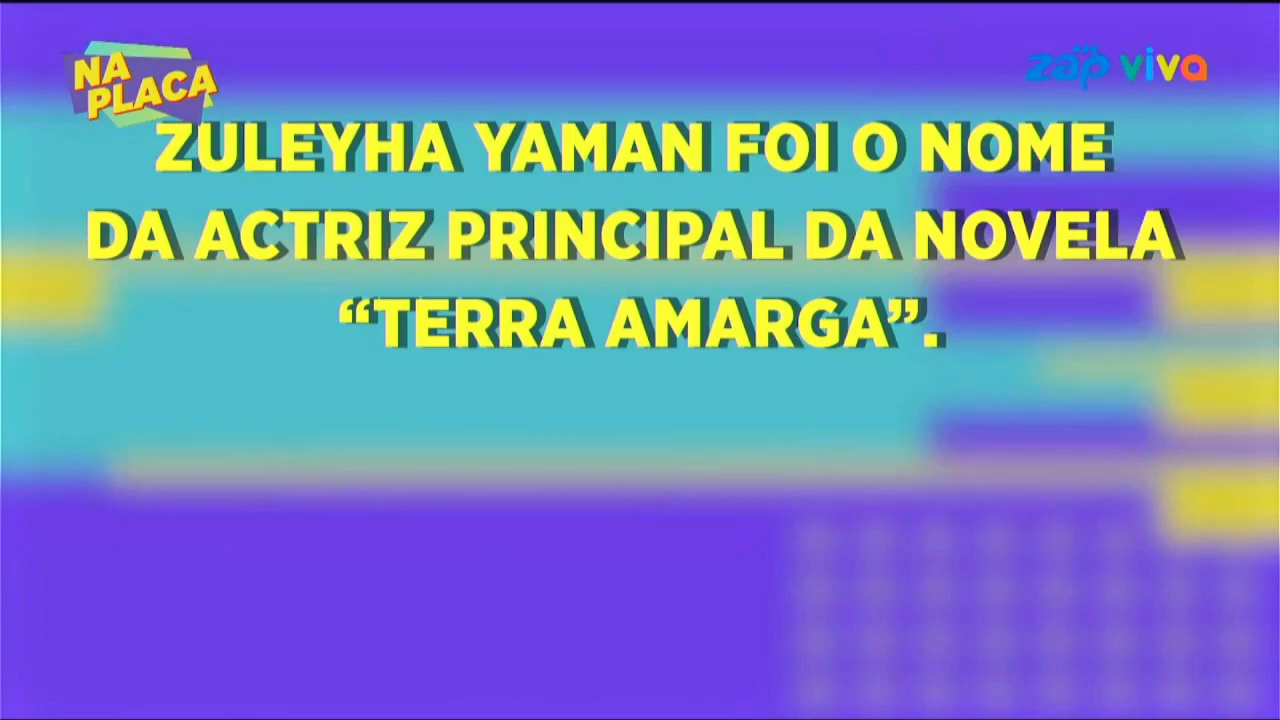 NA
PLACA
zap viva
ZULEYHA YAMAN FOI O NOME
DA ACTRIZ PRINCIPAL DA NOVELA
“TERRA AMARGA”.